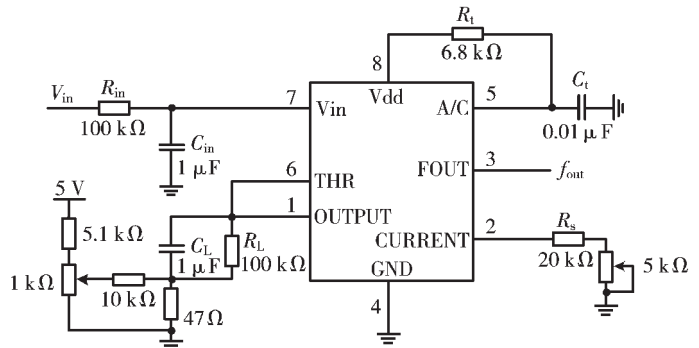 R_t
6.8 kΩ
8
V_in
R_in
100 kΩ
7
Vin
Vdd
A/C
5
C_t
0.01 μF
C_in
1 μF
6
THR
FOUT
3
f_out
5 V
1
OUTPUT
5.1 kΩ
C_L
1 μF
R_L
100 kΩ
CURRENT
2
R_s
20 kΩ
5 kΩ
1 kΩ
10 kΩ
GND
47Ω
4